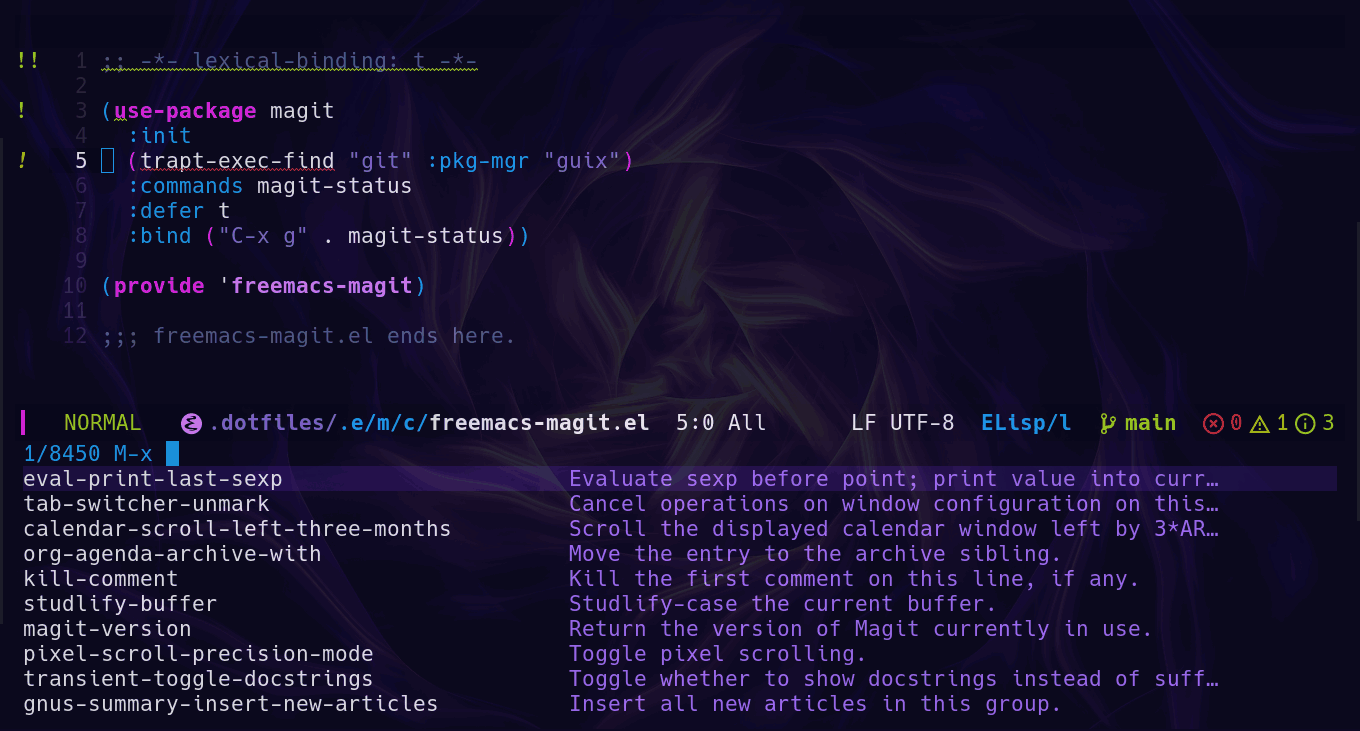 !! 1 ;; -*- lexical-binding: t -*-
2
! 3 (use-package magit
4 :init
! 5 (trapt-exec-find "git" :pkg-mgr "guix")
6 :commands magit-status
7 :defer t
8 :bind ("C-x g" . magit-status))
9
10 (provide 'freemacs-magit)
11
12 ;;; freemacs-magit.el ends here.
NORMAL .dotfiles/.e/m/c/freemacs-magit.el 5:0 All LF UTF-8 ELisp/l main 0 1 3
1/8450 M-x
eval-print-last-sexp Evaluate sexp before point; print value into curr…
tab-switcher-unmark Cancel operations on window configuration on this…
calendar-scroll-left-three-months Scroll the displayed calendar window left by 3*AR…
org-agenda-archive-with Move the entry to the archive sibling.
kill-comment Kill the first comment on this line, if any.
studlify-buffer Studlify-case the current buffer.
magit-version Return the version of Magit currently in use.
pixel-scroll-precision-mode Toggle pixel scrolling.
transient-toggle-docstrings Toggle whether to show docstrings instead of suff…
gnus-summary-insert-new-articles Insert all new articles in this group.